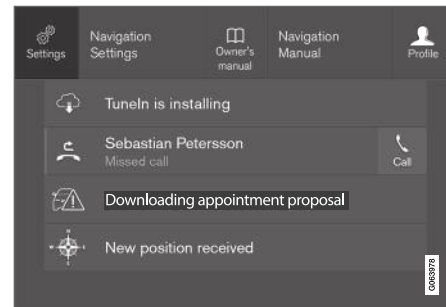 Settings
Navigation
Settings
Owner's
manual
Navigation
Manual
Profile
TuneIn is installing
Sebastian Petersson
Missed call
Call
Downloading appointment proposal
New position received
G063978